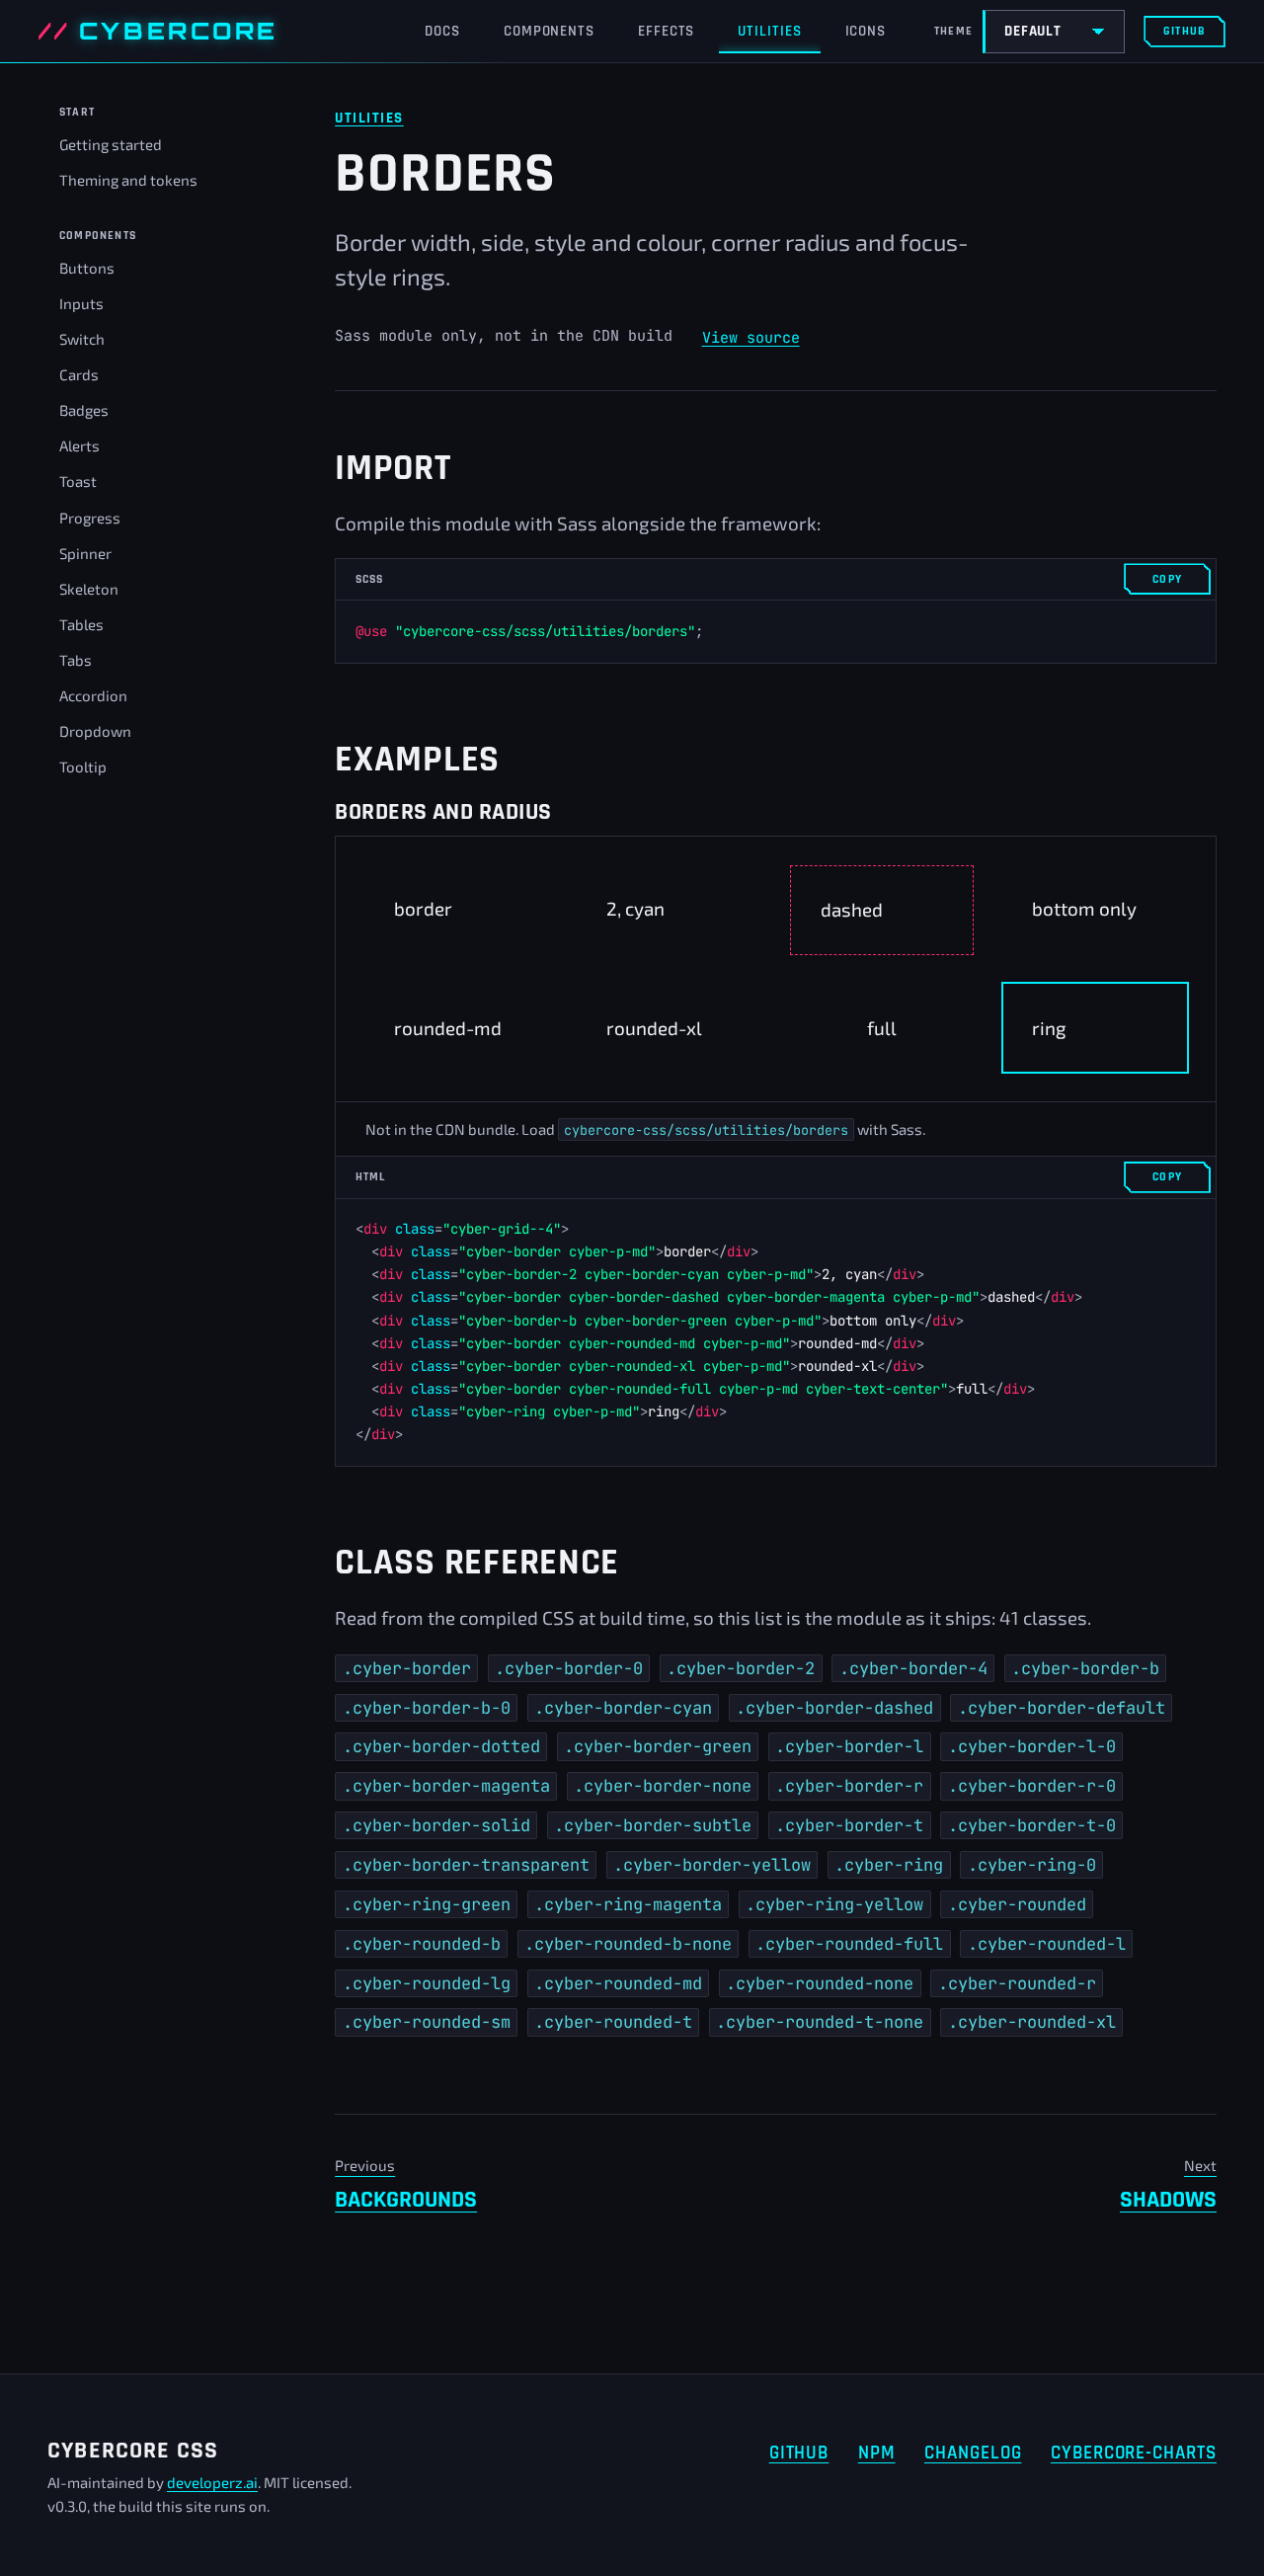 // CYBERCORE
DOCS COMPONENTS EFFECTS UTILITIES ICONS THEME DEFAULT GITHUB
START
Getting started
Theming and tokens
COMPONENTS
Buttons
Inputs
Switch
Cards
Badges
Alerts
Toast
Progress
Spinner
Skeleton
Tables
Tabs
Accordion
Dropdown
Tooltip
UTILITIES
BORDERS
Border width, side, style and colour, corner radius and focus-
style rings.
Sass module only, not in the CDN build View source
IMPORT
Compile this module with Sass alongside the framework:
SCSS COPY
@use "cybercore-css/scss/utilities/borders";
EXAMPLES
BORDERS AND RADIUS
border 2, cyan dashed bottom only
rounded-md rounded-xl full ring
Not in the CDN bundle. Load cybercore-css/scss/utilities/borders with Sass.
HTML COPY
<div class="cyber-grid--4">
<div class="cyber-border cyber-p-md">border</div>
<div class="cyber-border-2 cyber-border-cyan cyber-p-md">2, cyan</div>
<div class="cyber-border cyber-border-dashed cyber-border-magenta cyber-p-md">dashed</div>
<div class="cyber-border-b cyber-border-green cyber-p-md">bottom only</div>
<div class="cyber-border cyber-rounded-md cyber-p-md">rounded-md</div>
<div class="cyber-border cyber-rounded-xl cyber-p-md">rounded-xl</div>
<div class="cyber-border cyber-rounded-full cyber-p-md cyber-text-center">full</div>
<div class="cyber-ring cyber-p-md">ring</div>
</div>
CLASS REFERENCE
Read from the compiled CSS at build time, so this list is the module as it ships: 41 classes.
.cyber-border .cyber-border-0 .cyber-border-2 .cyber-border-4 .cyber-border-b
.cyber-border-b-0 .cyber-border-cyan .cyber-border-dashed .cyber-border-default
.cyber-border-dotted .cyber-border-green .cyber-border-l .cyber-border-l-0
.cyber-border-magenta .cyber-border-none .cyber-border-r .cyber-border-r-0
.cyber-border-solid .cyber-border-subtle .cyber-border-t .cyber-border-t-0
.cyber-border-transparent .cyber-border-yellow .cyber-ring .cyber-ring-0
.cyber-ring-green .cyber-ring-magenta .cyber-ring-yellow .cyber-rounded
.cyber-rounded-b .cyber-rounded-b-none .cyber-rounded-full .cyber-rounded-l
.cyber-rounded-lg .cyber-rounded-md .cyber-rounded-none .cyber-rounded-r
.cyber-rounded-sm .cyber-rounded-t .cyber-rounded-t-none .cyber-rounded-xl
Previous Next
BACKGROUNDS SHADOWS
CYBERCORE CSS
GITHUB NPM CHANGELOG CYBERCORE-CHARTS
AI-maintained by developerz.ai. MIT licensed.
v0.3.0, the build this site runs on.